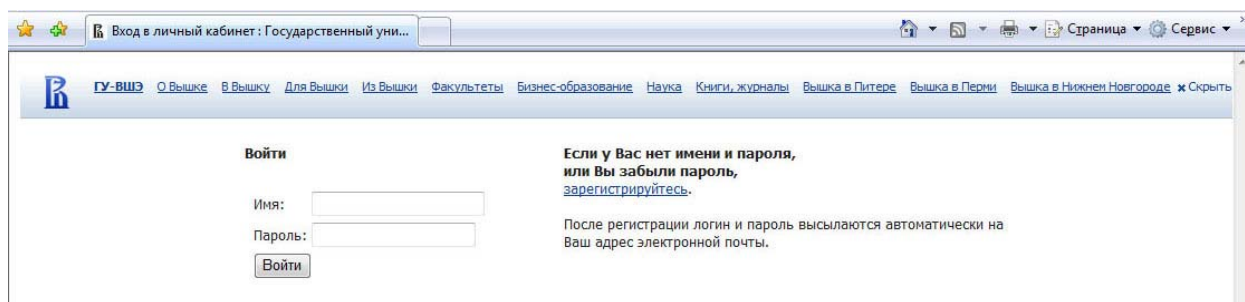 Вход в личный кабинет : Государственный уни...
Страница
Сервис
ГУ-ВШЭ О Вышке В Вышку Для Вышки Из Вышки Факультеты Бизнес-образование Наука Книги, журналы Вышка в Питере Вышка в Перми Вышка в Нижнем Новгороде × Скрыть
Войти
Имя:
Пароль:
Войти
Если у Вас нет имени и пароля,
или Вы забыли пароль,
зарегистрируйтесь.
После регистрации логин и пароль высылаются автоматически на
Ваш адрес электронной почты.